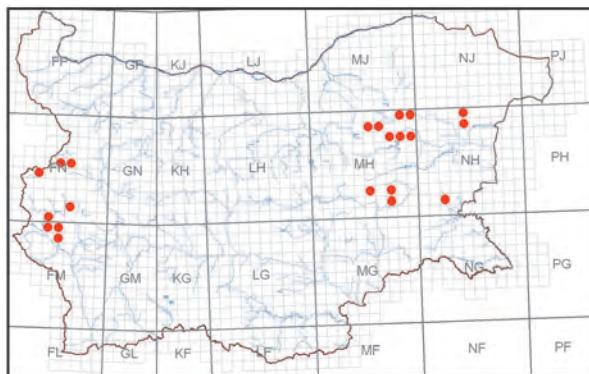 FP GP KJ LJ MJ NJ PJ
FN GN KH LH MH NH PH
FM GM KG LG MG NG PG
FL GL KF LF MF NF PF